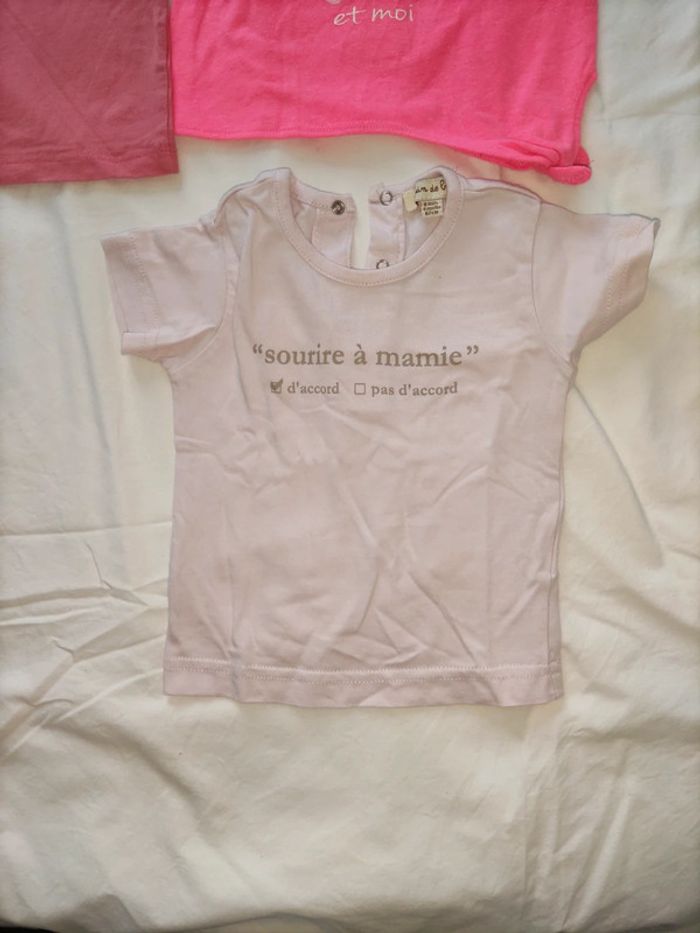 et moi
“sourire à mamie”
d'accord pas d'accord